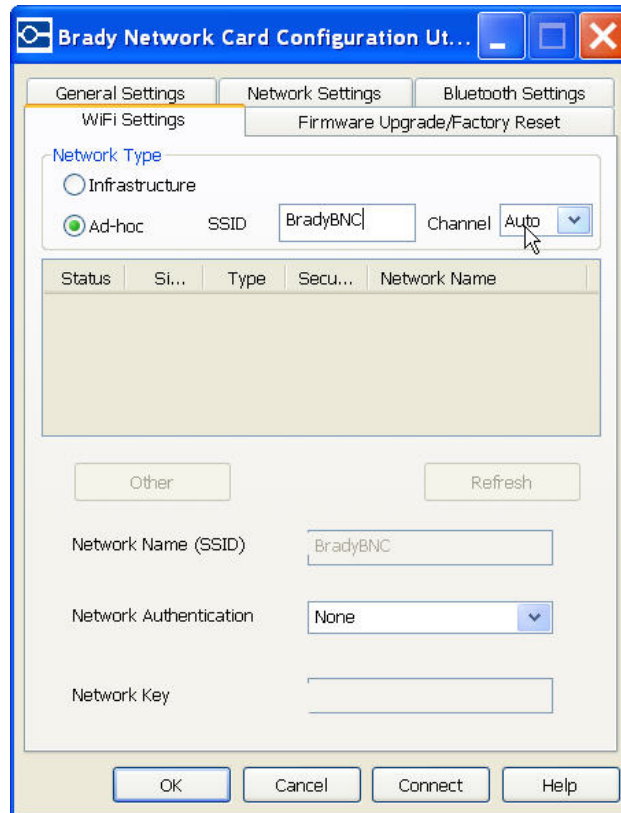 Brady Network Card Configuration Ut...
General Settings Network Settings Bluetooth Settings
WiFi Settings Firmware Upgrade/Factory Reset
Network Type
Infrastructure
Ad-hoc SSID BradyBNC Channel Auto
Status Si... Type Secu... Network Name
Other Refresh
Network Name (SSID) BradyBNC
Network Authentication None
Network Key
OK Cancel Connect Help